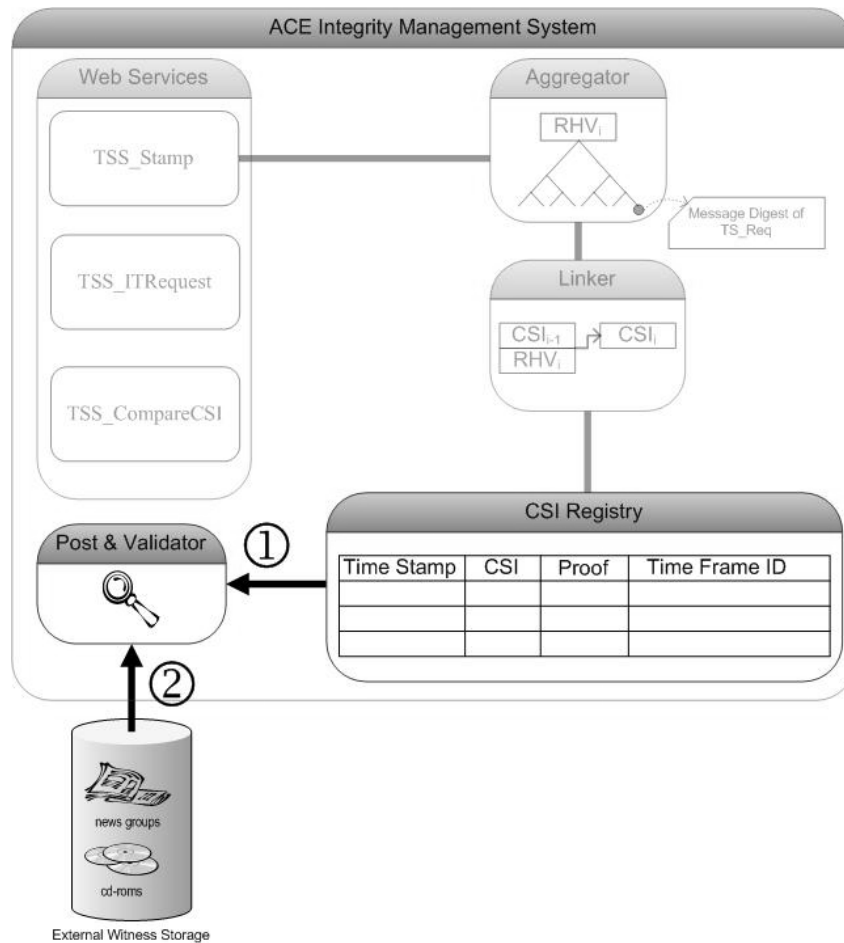 ACE Integrity Management System
Web Services
TSS_Stamp
TSS_ITRequest
TSS_CompareCSI
Aggregator
RHVi
Message Digest of
TS_Req
Linker
CSIi-1
RHVi
CSIi
CSI Registry
Time Stamp CSI Proof Time Frame ID
Post & Validator
①
②
news groups
cd-roms
External Witness Storage